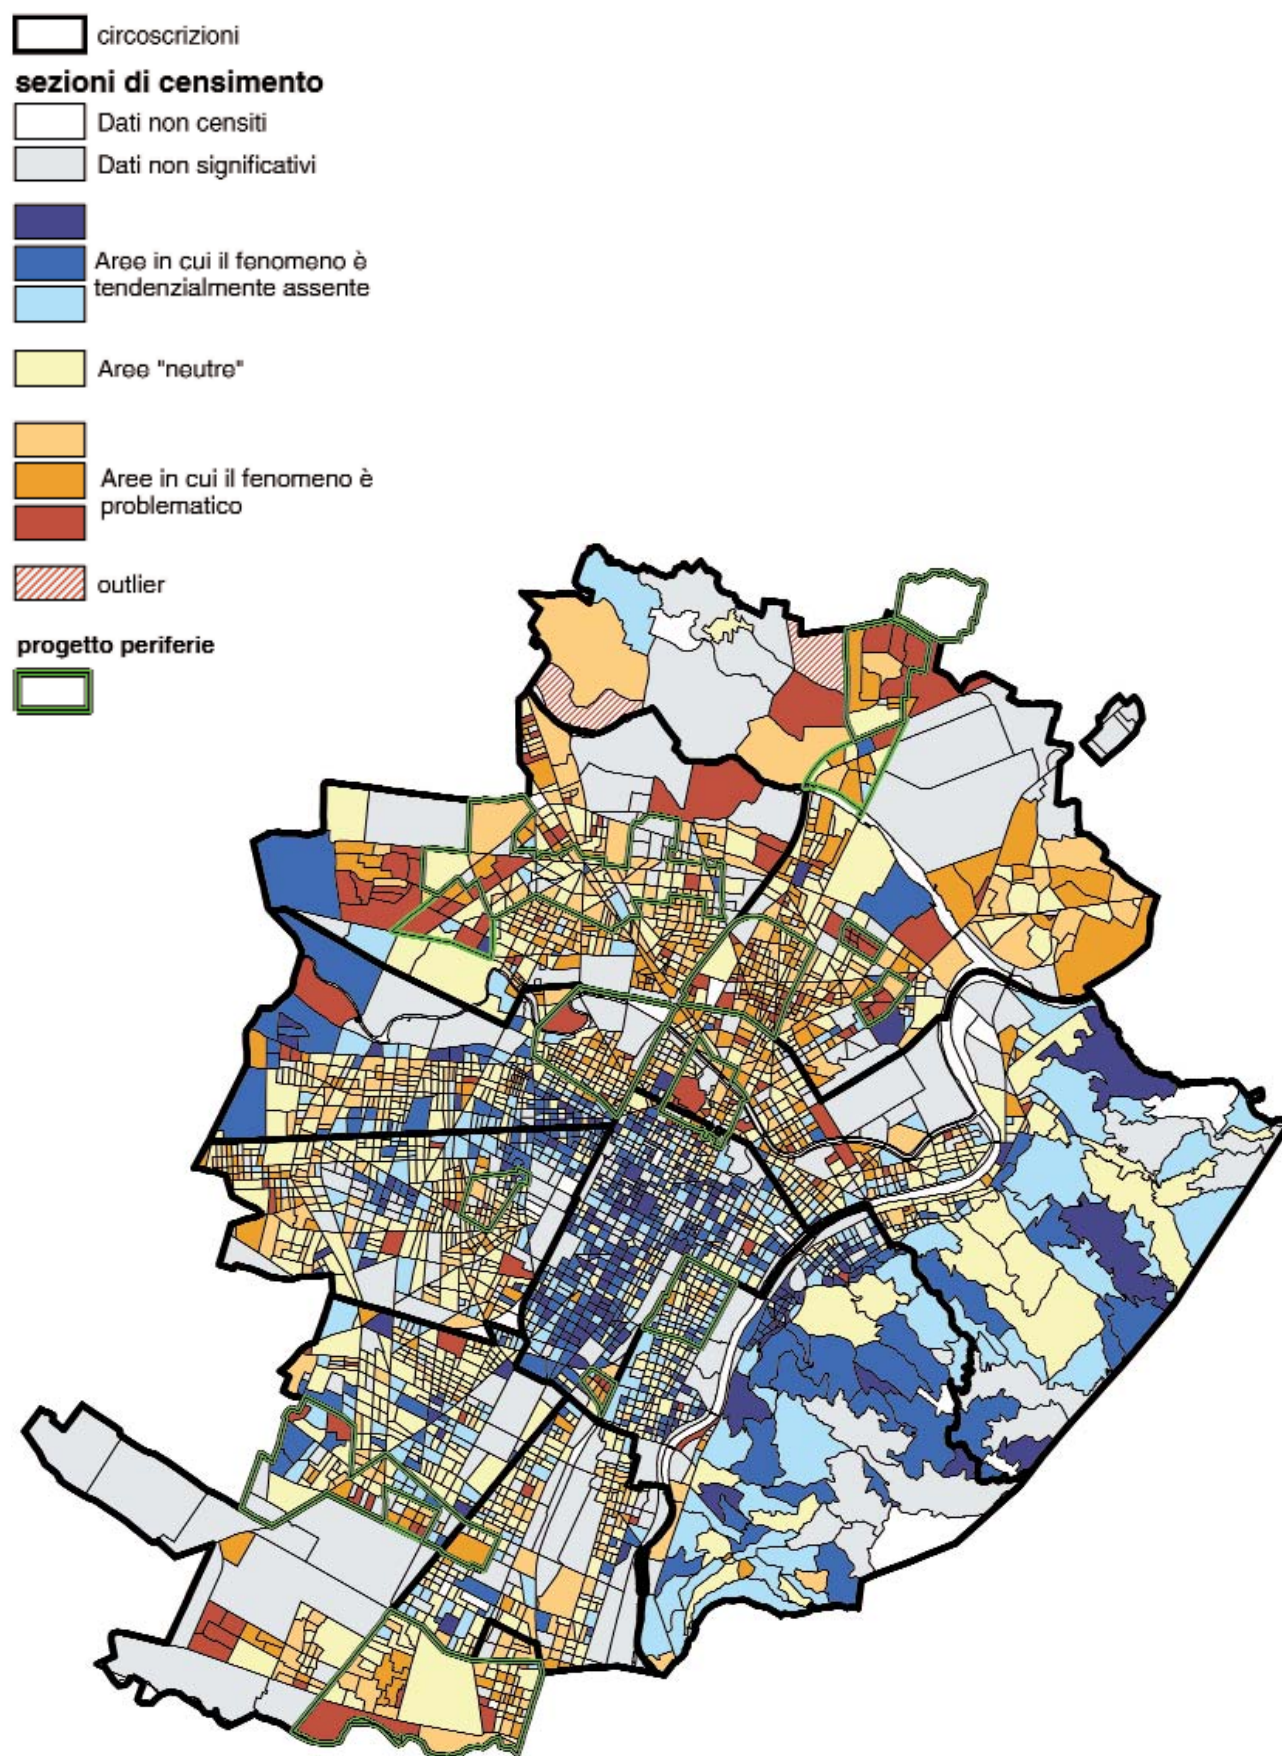 circoscrizioni
sezioni di censimento
Dati non censiti
Dati non significativi
Aree in cui il fenomeno è
tendenzialmente assente
Aree "neutre"
Aree in cui il fenomeno è
problematico
outlier
progetto periferie